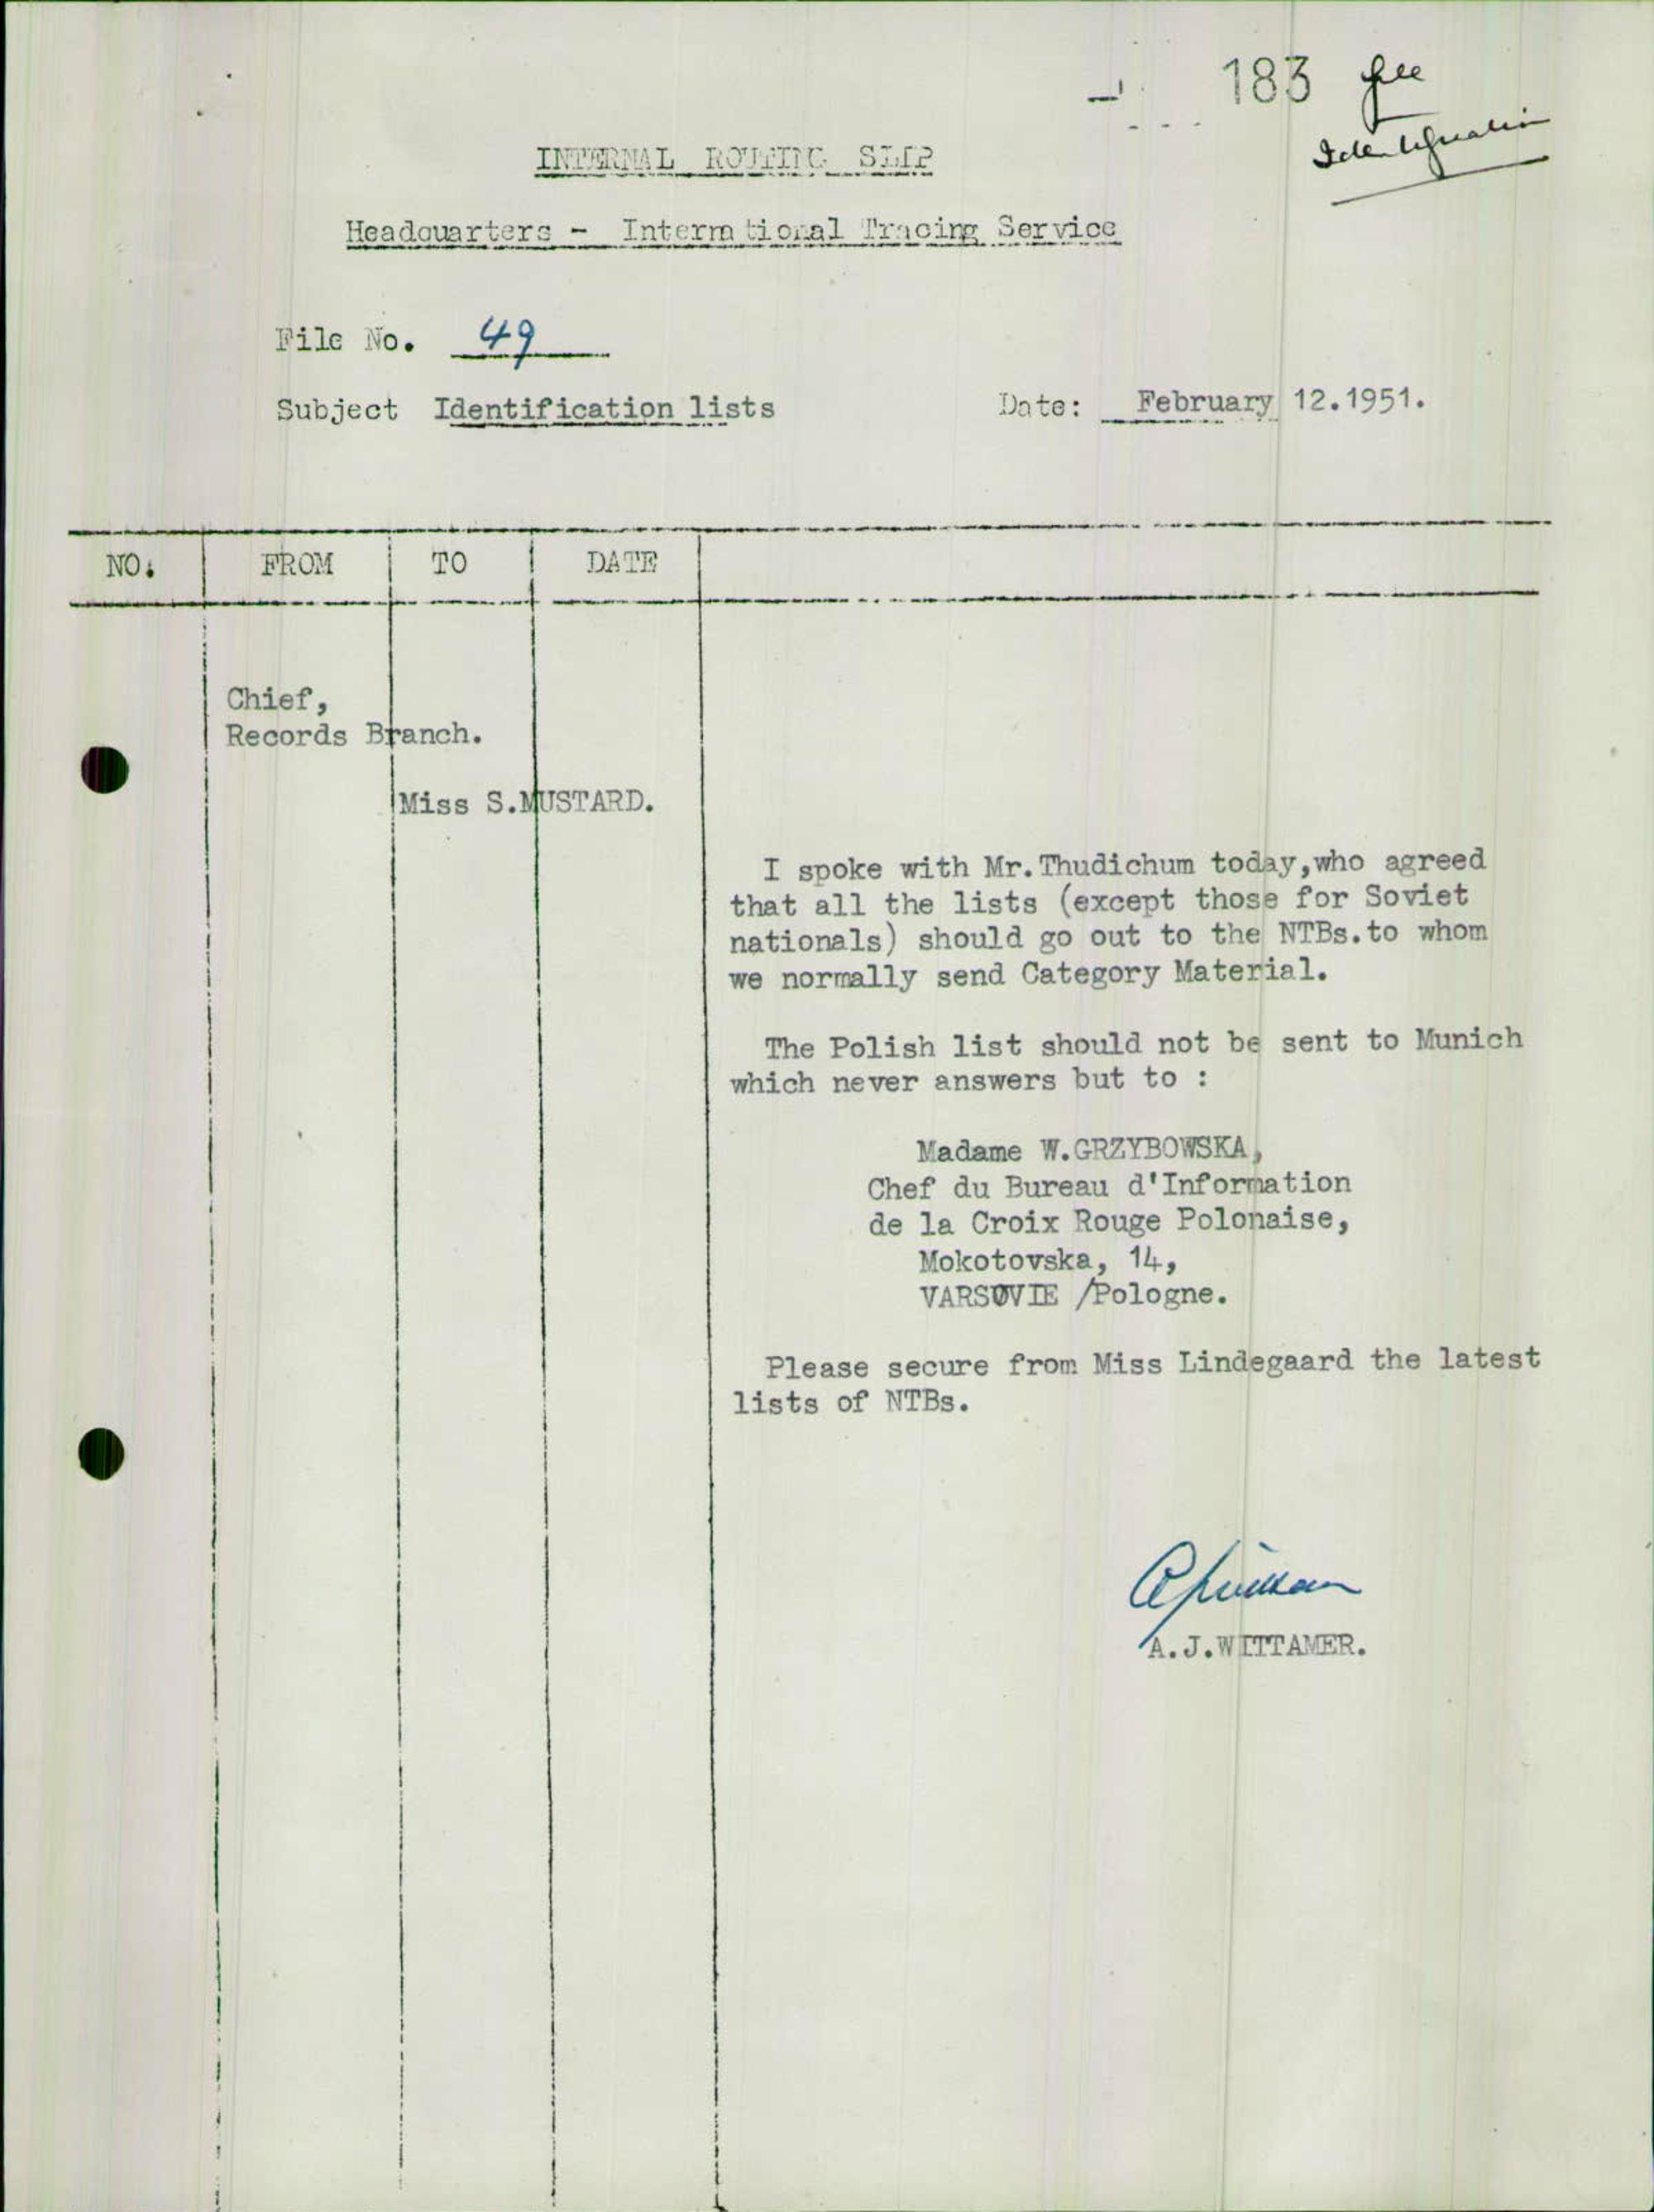 183 file
Identification
INTERNAL ROUTING SLIP
Headquarters - International Tracing Service
File No. 49
Subject Identification lists Date: February 12.1951.
NO. FROM TO DATE
Chief,
Records Branch.
Miss S.MUSTARD.
I spoke with Mr.Thudichum today,who agreed
that all the lists (except those for Soviet
nationals) should go out to the NTBs.to whom
we normally send Category Material.
The Polish list should not be sent to Munich
which never answers but to :
Madame W.GRZYBOWSKA,
Chef du Bureau d'Information
de la Croix Rouge Polonaise,
Mokotovska, 14,
VARSOVIE /Pologne.
Please secure from Miss Lindegaard the latest
lists of NTBs.
A.J.WITTAMER.